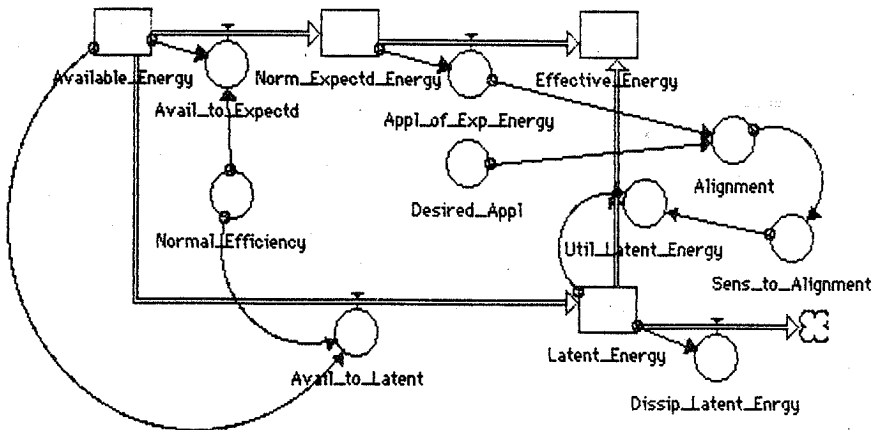 Available_Energy
Norm_Expectd_Energy
Effective_Energy
Avail_to_Expectd
Appl_of_Exp_Energy
Alignment
Desired_Appl
Normal_Efficiency
Util_Latent_Energy
Sens_to_Alignment
Latent_Energy
Avail_to_Latent
Dissip_Latent_Enrgy